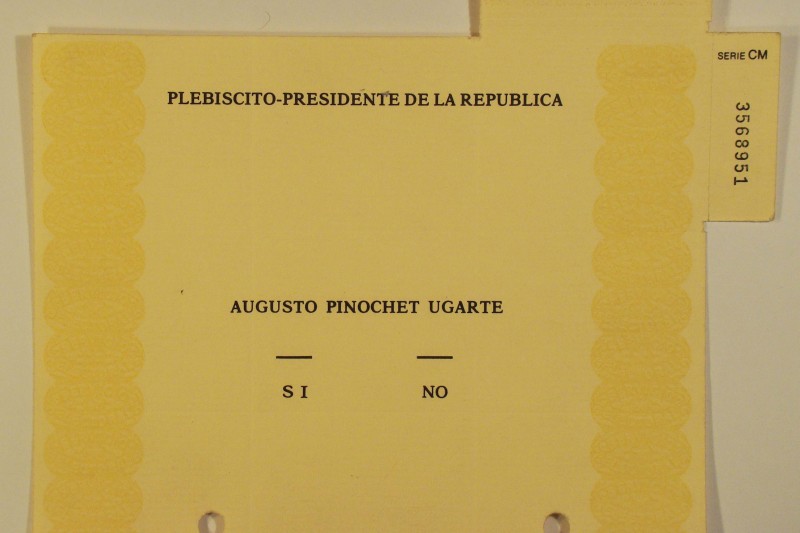 SERIE CM
3568951
PLEBISCITO-PRESIDENTE DE LA REPUBLICA
AUGUSTO PINOCHET UGARTE
SI NO